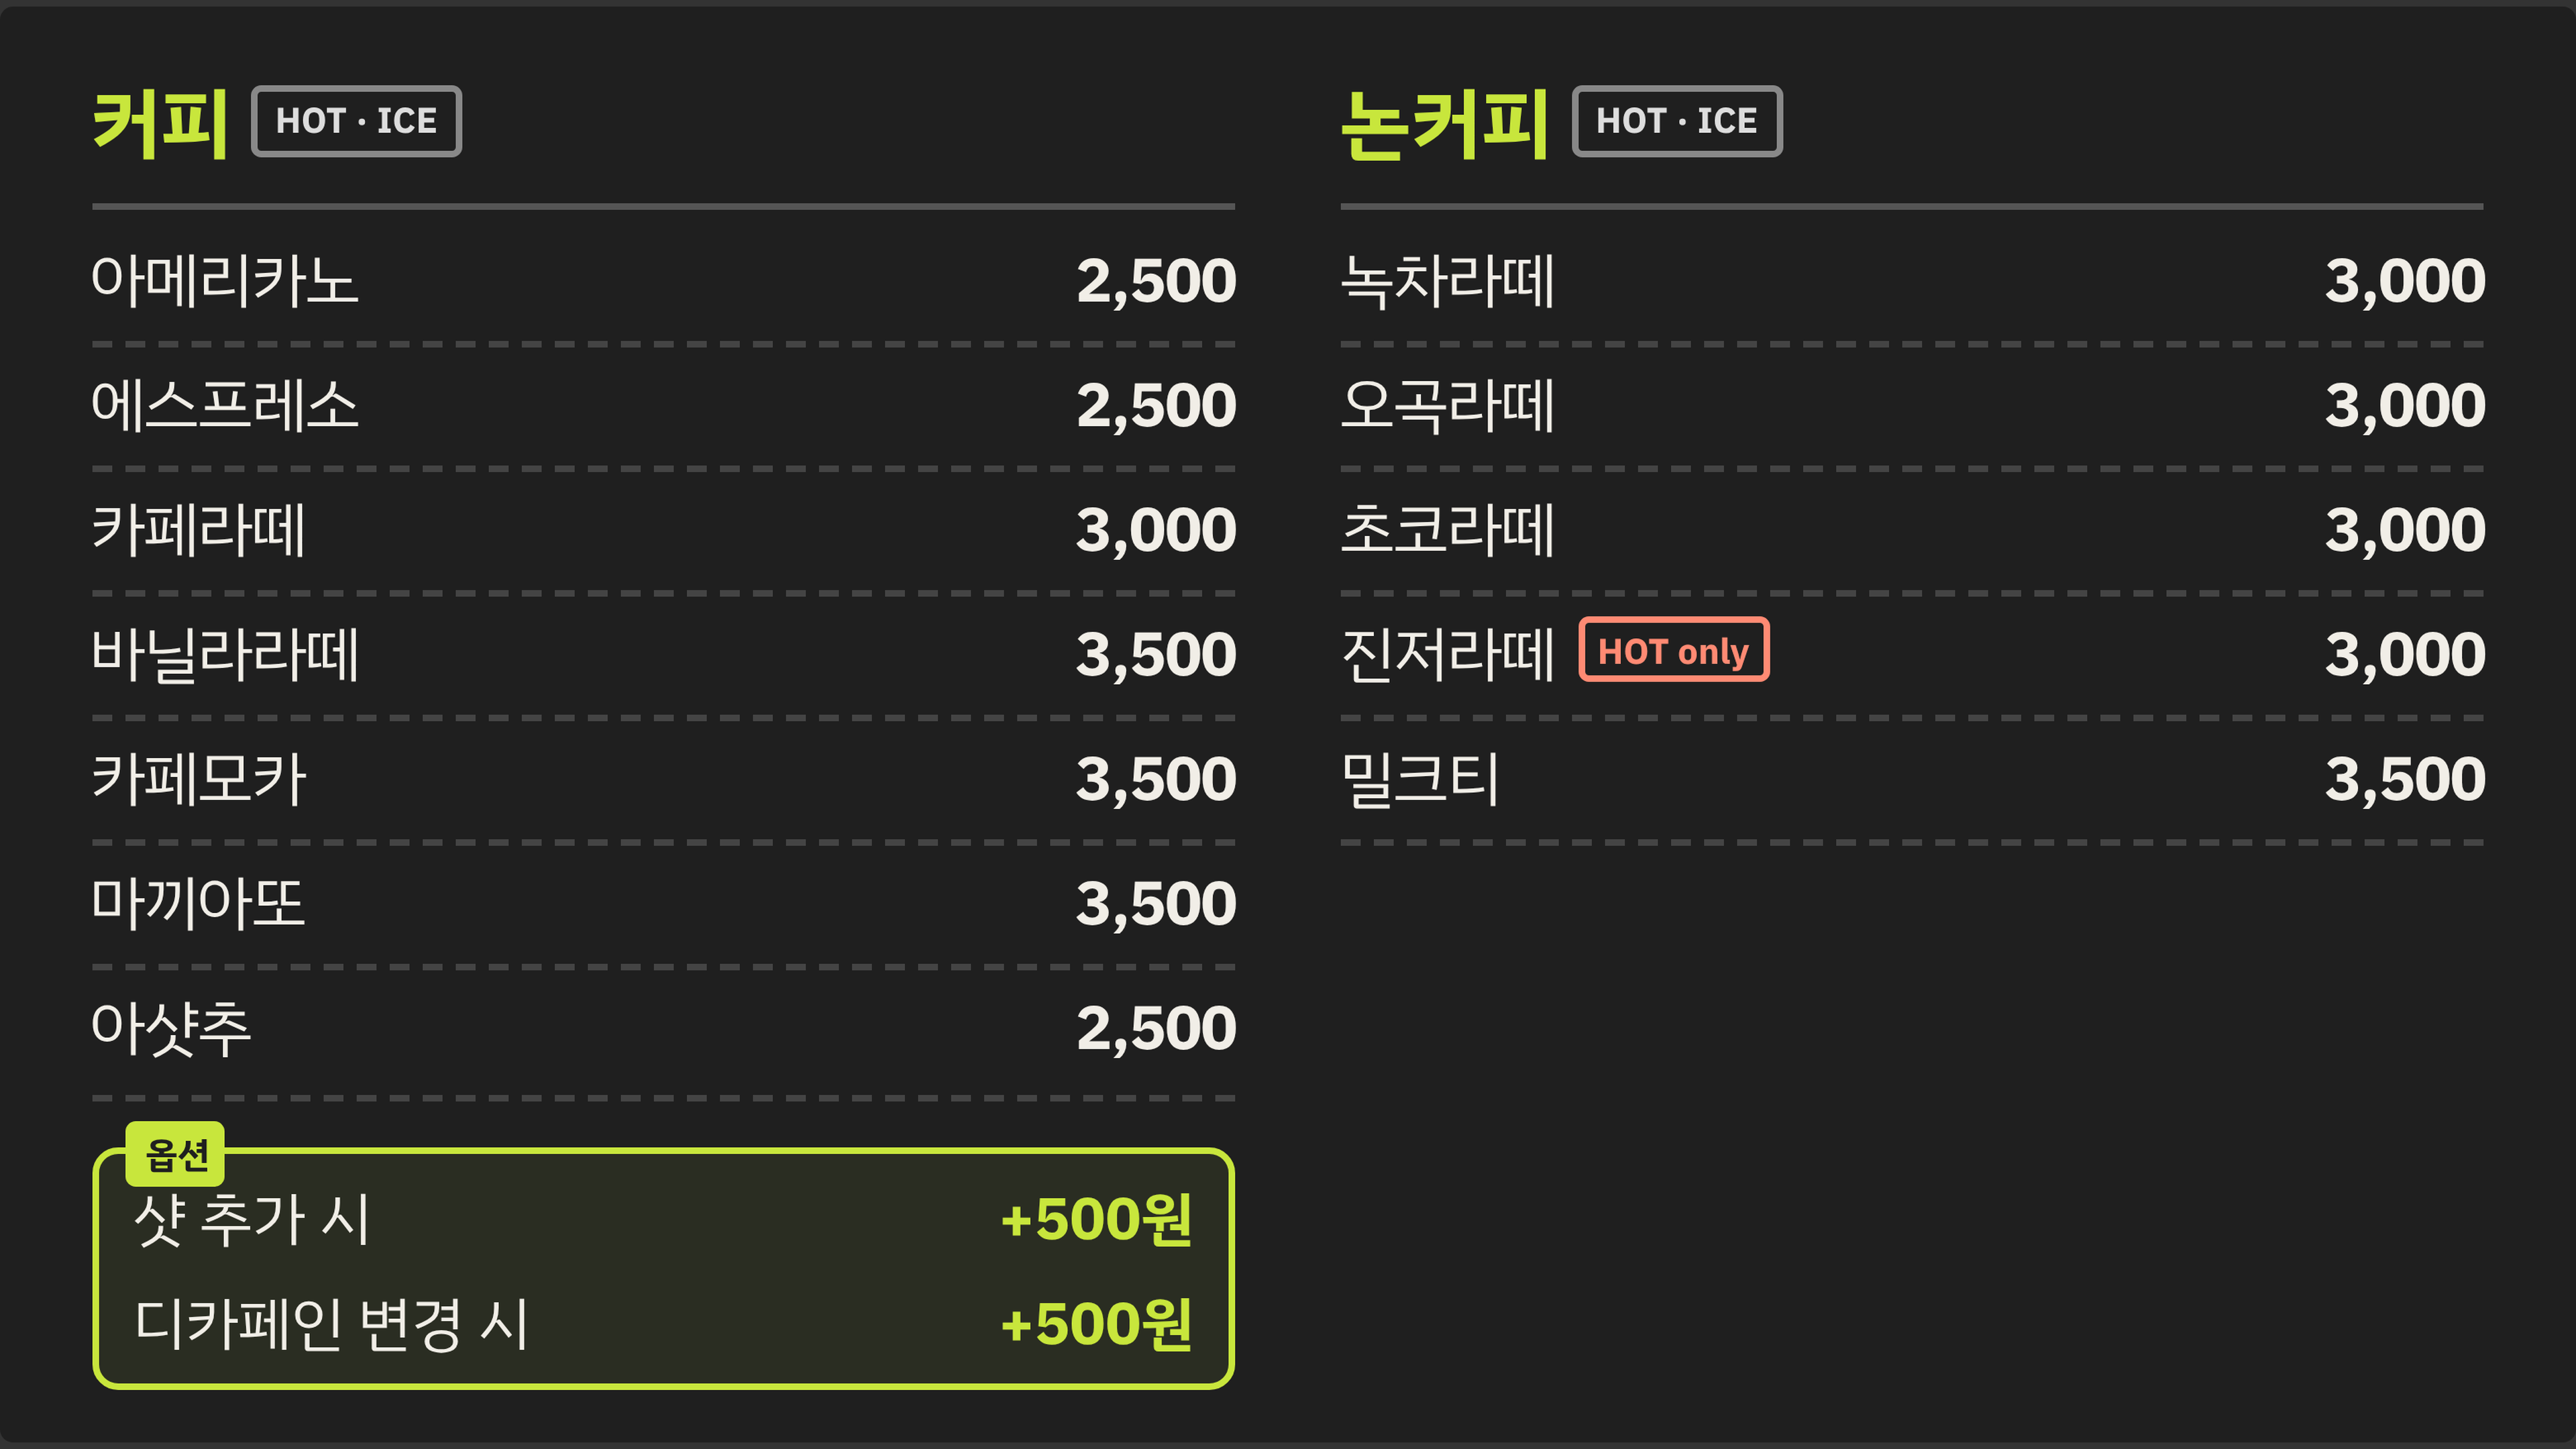 커피 HOT · ICE
아메리카노 2,500
에스프레소 2,500
카페라떼 3,000
바닐라라떼 3,500
카페모카 3,500
마끼아또 3,500
아샷추 2,500
옵션
샷 추가 시 +500원
디카페인 변경 시 +500원
논커피 HOT · ICE
녹차라떼 3,000
오곡라떼 3,000
초코라떼 3,000
진저라떼 HOT only 3,000
밀크티 3,500